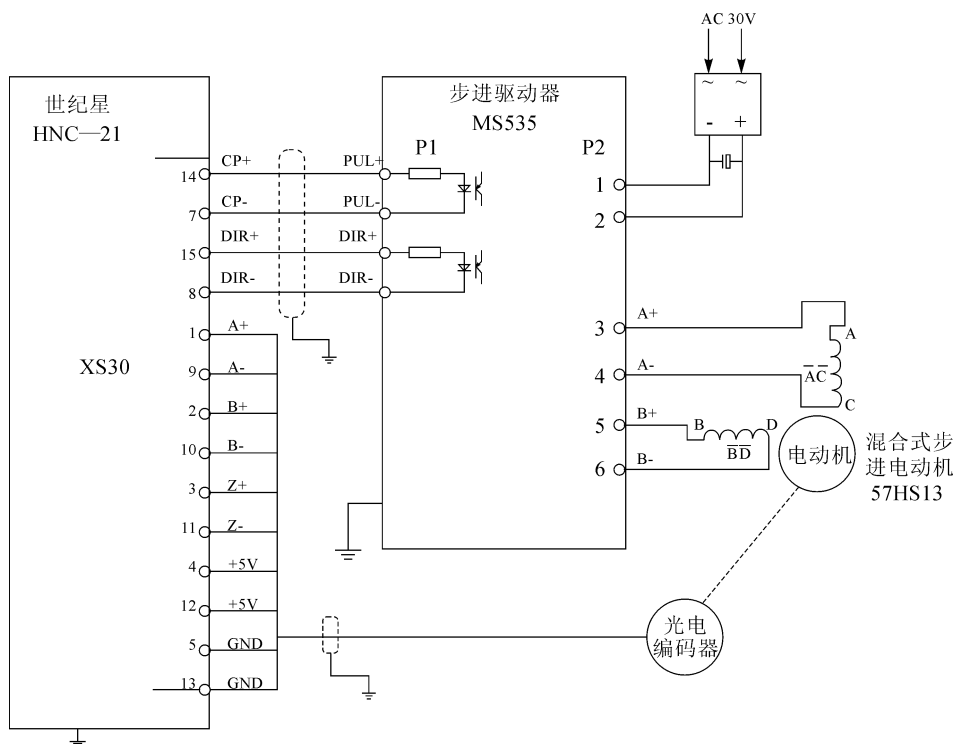 AC 30V
~ ~
- +
世纪星
HNC—21
步进驱动器
MS535
P1
P2
14 CP+ PUL+
7 CP- PUL-
15 DIR+ DIR+
8 DIR- DIR-
1
2
XS30
1 A+
9 A-
2 B+
10 B-
3 Z+
11 Z-
4 +5V
12 +5V
5 GND
13 GND
3 A+
4 A-
5 B+
6 B-
A
A̅C̅
C
B D
B̅D̅
电动机
混合式步
进电动机
57HS13
光电
编码器